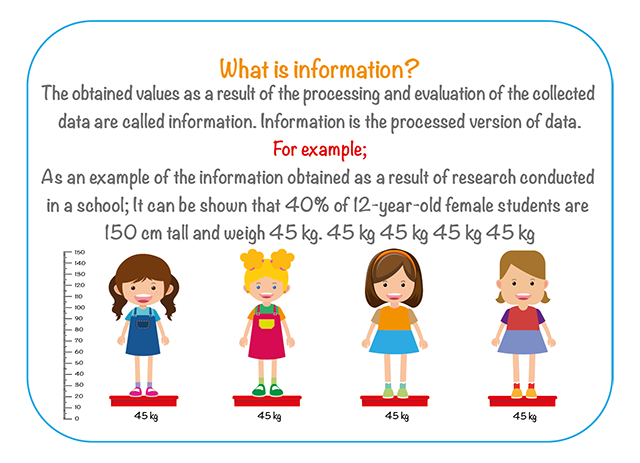 What is information?
The obtained values as a result of the processing and evaluation of the collected
data are called information. Information is the processed version of data.
For example;
As an example of the information obtained as a result of research conducted
in a school; It can be shown that 40% of 12-year-old female students are
150 cm tall and weigh 45 kg. 45 kg 45 kg 45 kg 45 kg
150
140
130
120
110
100
90
80
70
60
50
40
30
20
10
0
45 kg 45 kg 45 kg 45 kg